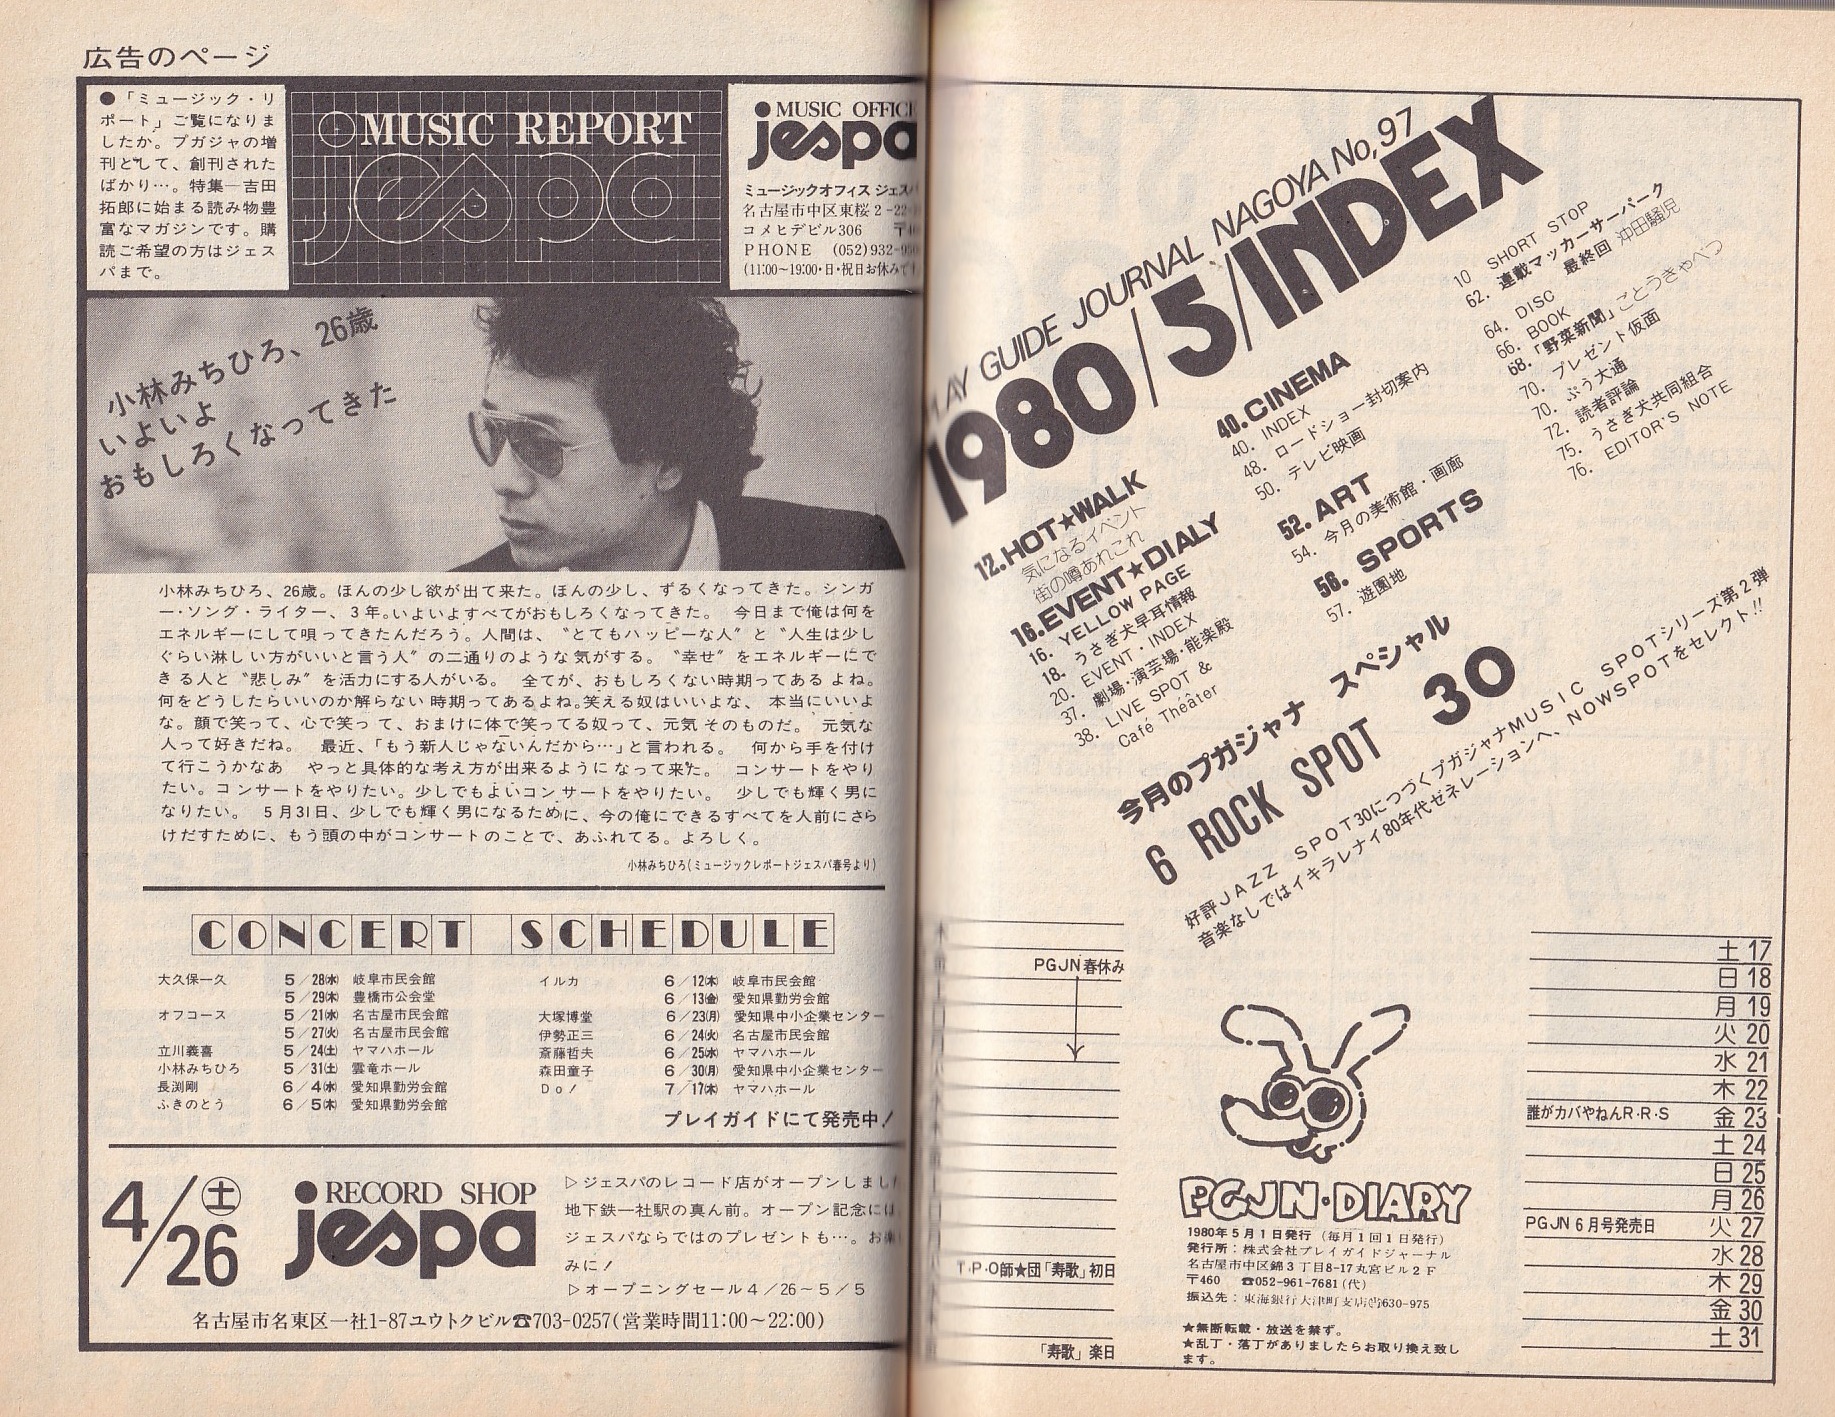 広告のページ
●「ミュージック・リ
ポート」ご覧になりま
したか。プガジャの増
刊として、創刊された
ばかり…。特集─吉田
拓郎に始まる読み物豊
富なマガジンです。購
読ご希望の方はジェス
パまで。
MUSIC REPORT
jespa
●MUSIC OFFIC
jespa
ミュージックオフィス ジェスパ
名古屋市中区東桜2-22-
コメヒデビル306 〒46
PHONE (052)932-950
(11:00~19:00・日・祝日お休みです
小林みちひろ、26歳
いよいよ
おもしろくなってきた
小林みちひろ、26歳。ほんの少し欲が出て来た。ほんの少し、ずるくなってきた。シンガ
ー・ソング・ライター、3年。いよいよすべてがおもしろくなってきた。 今日まで俺は何を
エネルギーにして唄ってきたんだろう。人間は、〝とてもハッピーな人〟と〝人生は少し
ぐらい淋しい方がいいと言う人〟の二通りのような気がする。〝幸せ〟をエネルギーにで
きる人と〝悲しみ〟を活力にする人がいる。 全てが、おもしろくない時期ってある よね。
何をどうしたらいいのか解らない 時期ってあるよね。笑える奴はいいよな、 本当にいいよ
な。顔で笑って、心で笑って、おまけに体で笑ってる奴って、元気 そのものだ。 元気な
人って好きだね。 最近、「もう新人じゃないんだから…」と言われる。 何から手を付け
て行こうかなあ やっと具体的な考え方が出来るように なって来た。 コンサートをやり
たい。コンサートをやりたい。少しでもよいコンサートをやりたい。 少しでも輝く男に
なりたい。 5月31日、少しでも輝く男になるために、今の俺にできるすべてを人前にさら
けだすために、もう頭の中がコンサートのことで、あふれてる。よろしく。
小林みちひろ(ミュージックレポートジェスパ春号より)
CONCERT SCHEDULE
大久保一久 5/28㈬ 岐阜市民会館
5/29㈭ 豊橋市公会堂
オフコース 5/21㈬ 名古屋市民会館
5/27㈫ 名古屋市民会館
立川義喜 5/24㈯ ヤマハホール
小林みちひろ 5/31㈯ 雲竜ホール
長渕剛 6/4㈬ 愛知県勤労会館
ふきのとう 6/5㈭ 愛知県勤労会館
イルカ 6/12㈭ 岐阜市民会館
6/13㈮ 愛知県勤労会館
大塚博堂 6/23㈪ 愛知県中小企業センター
伊勢正三 6/24㈫ 名古屋市民会館
斎藤哲夫 6/25㈬ ヤマハホール
森田童子 6/30㈪ 愛知県中小企業センター
Do! 7/17㈭ ヤマハホール
プレイガイドにて発売中!
4/26㊏
●RECORD SHOP
jespa
▷ジェスパのレコード店がオープンしまし
地下鉄一社駅の真ん前。オープン記念には
ジェスパならではのプレゼントも…。お楽
みに!
▷オープニングセール4/26~5/5
名古屋市名東区一社1-87ユウトクビル☎703-0257(営業時間11:00~22:00)
LAY GUIDE JOURNAL NAGOYA No,97
1980/5/INDEX
12.HOT★WALK
気になるイベント
街の噂あれこれ
16.EVENT★DIALY
16. YELLOW PAGE
18. うさぎ犬早耳情報
20. EVENT・INDEX
37. 劇場・演芸場・能楽殿
38. LIVE SPOT &
Café Théâter
40.CINEMA
40. INDEX
48. ロードショー封切案内
50. テレビ映画
52. ART
54. 今月の美術館・画廊
56. SPORTS
57. 遊園地
10 SHORT STOP
62. 連載マッカーサーパーク
最終回 沖田騒児
64. DISC
66. BOOK
68.「野菜新聞」ごとうきゃべつ
70. プレゼント仮面
70. ぷう大通
72. 読者評論
75. うさぎ犬共同組合
76. EDITOR'S NOTE
今月のプガジャナ スペシャル
6 ROCK SPOT 30
好評JAZZ SPOT30につづくプガジャナMUSIC SPOTシリーズ第2弾
音楽なしではイキラレナイ80年代ゼネレーションへ、NOWSPOTをセレクト!!
PGJN春休み
T・P・O師★団「寿歌」初日
「寿歌」楽日
PGJN・DIARY
1980年5月1日発行(毎月1回1日発行)
発行所:株式会社プレイガイドジャーナル
名古屋市中区錦3丁目8-17丸宮ビル2F
〒460 ☎052-961-7681(代)
振込先:東海銀行大津町支店㈪630-975
★無断転載・放送を禁ず。
★乱丁・落丁がありましたらお取り換え致し
ます。
土17
日18
月19
火20
水21
木22
誰がカバやねんR・R・S 金23
土24
日25
月26
PGJN6月号発売日 火27
水28
木29
金30
土31